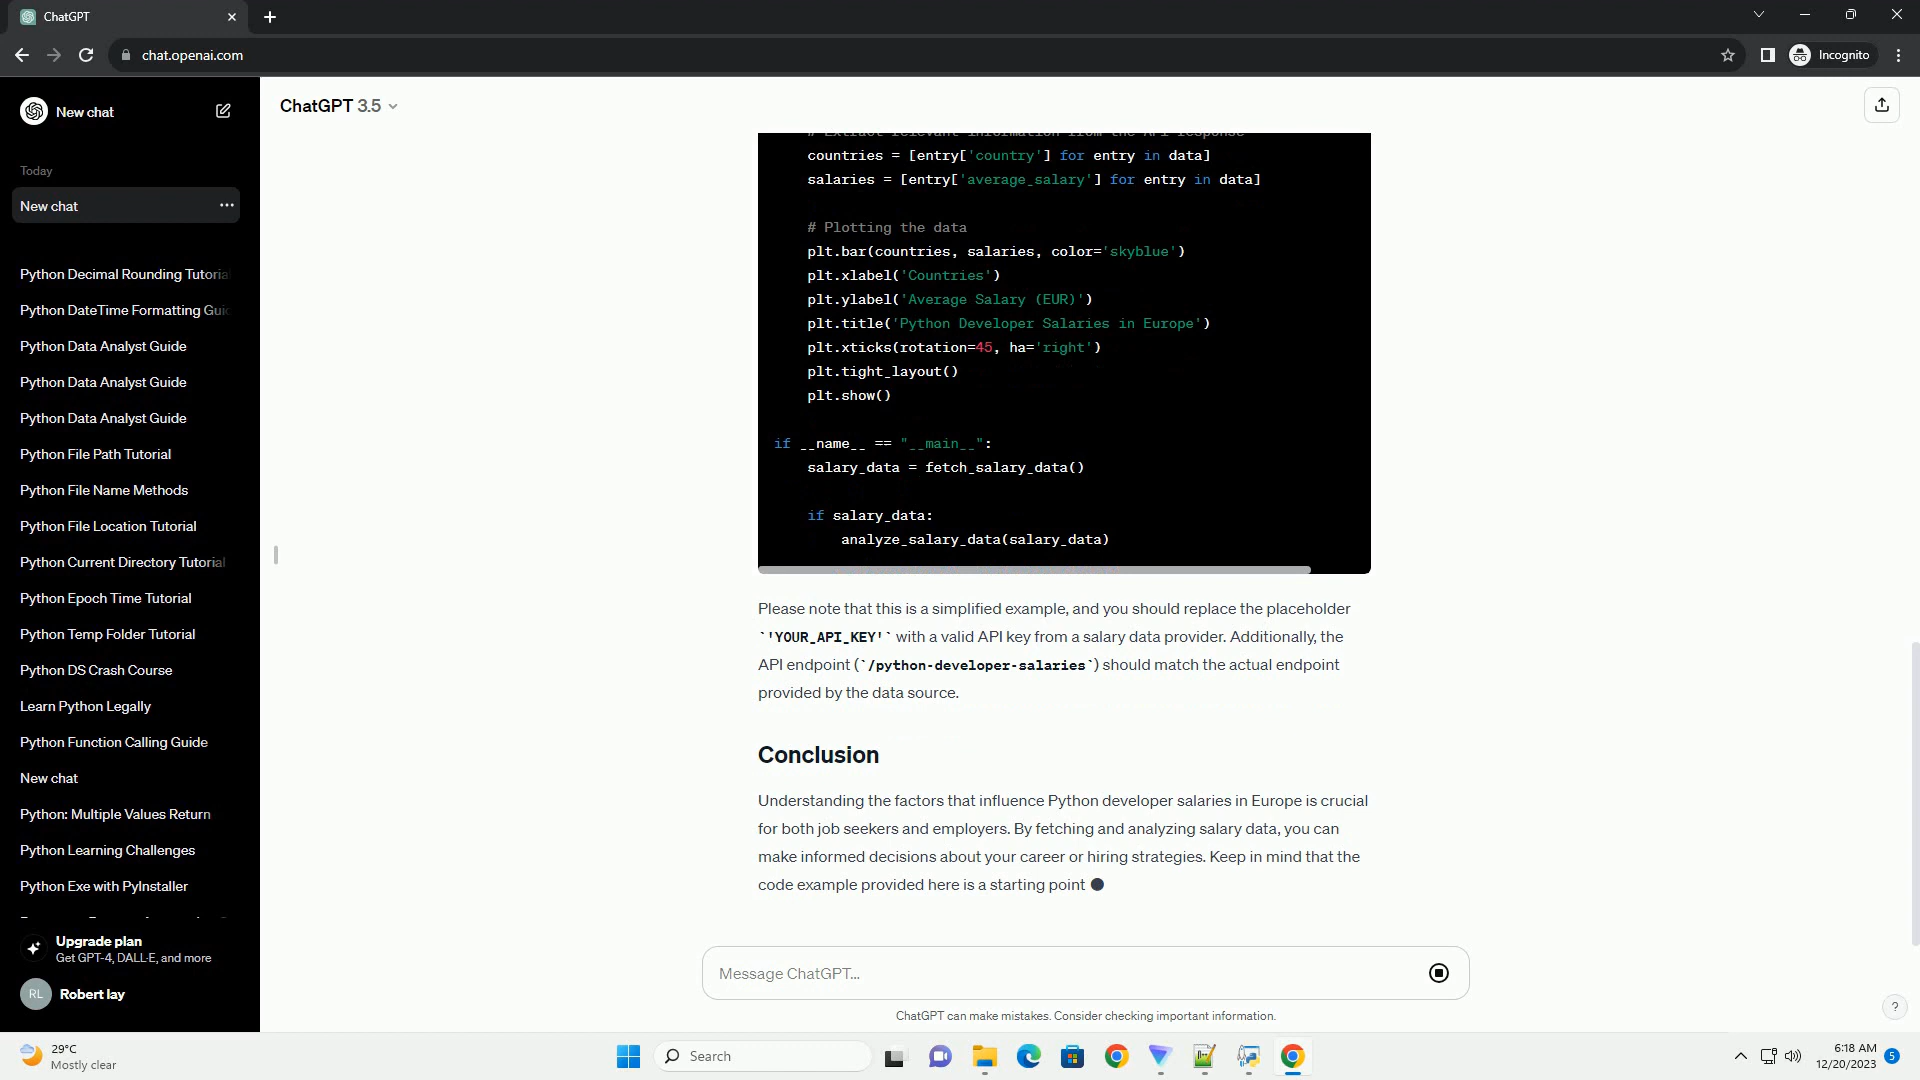 ChatGPT
chat.openai.com
Incognito
New chat
ChatGPT 3.5
Today
New chat
Python Decimal Rounding Tutoria
Python DateTime Formatting Guid
Python Data Analyst Guide
Python Data Analyst Guide
Python Data Analyst Guide
Python File Path Tutorial
Python File Name Methods
Python File Location Tutorial
Python Current Directory Tutorial
Python Epoch Time Tutorial
Python Temp Folder Tutorial
Python DS Crash Course
Learn Python Legally
Python Function Calling Guide
New chat
Python: Multiple Values Return
Python Learning Challenges
Python Exe with PyInstaller
Upgrade plan
Get GPT-4, DALL·E, and more
RL Robert lay
# Extract relevant information from the API response
countries = [entry['country'] for entry in data]
salaries = [entry['average_salary'] for entry in data]
# Plotting the data
plt.bar(countries, salaries, color='skyblue')
plt.xlabel('Countries')
plt.ylabel('Average Salary (EUR)')
plt.title('Python Developer Salaries in Europe')
plt.xticks(rotation=45, ha='right')
plt.tight_layout()
plt.show()
if __name__ == "__main__":
salary_data = fetch_salary_data()
if salary_data:
analyze_salary_data(salary_data)
Please note that this is a simplified example, and you should replace the placeholder
`'YOUR_API_KEY'` with a valid API key from a salary data provider. Additionally, the
API endpoint (`/python-developer-salaries`) should match the actual endpoint
provided by the data source.
Conclusion
Understanding the factors that influence Python developer salaries in Europe is crucial
for both job seekers and employers. By fetching and analyzing salary data, you can
make informed decisions about your career or hiring strategies. Keep in mind that the
code example provided here is a starting point
Message ChatGPT...
ChatGPT can make mistakes. Consider checking important information.
?
29°C
Mostly clear
Search
6:18 AM
12/20/2023
5